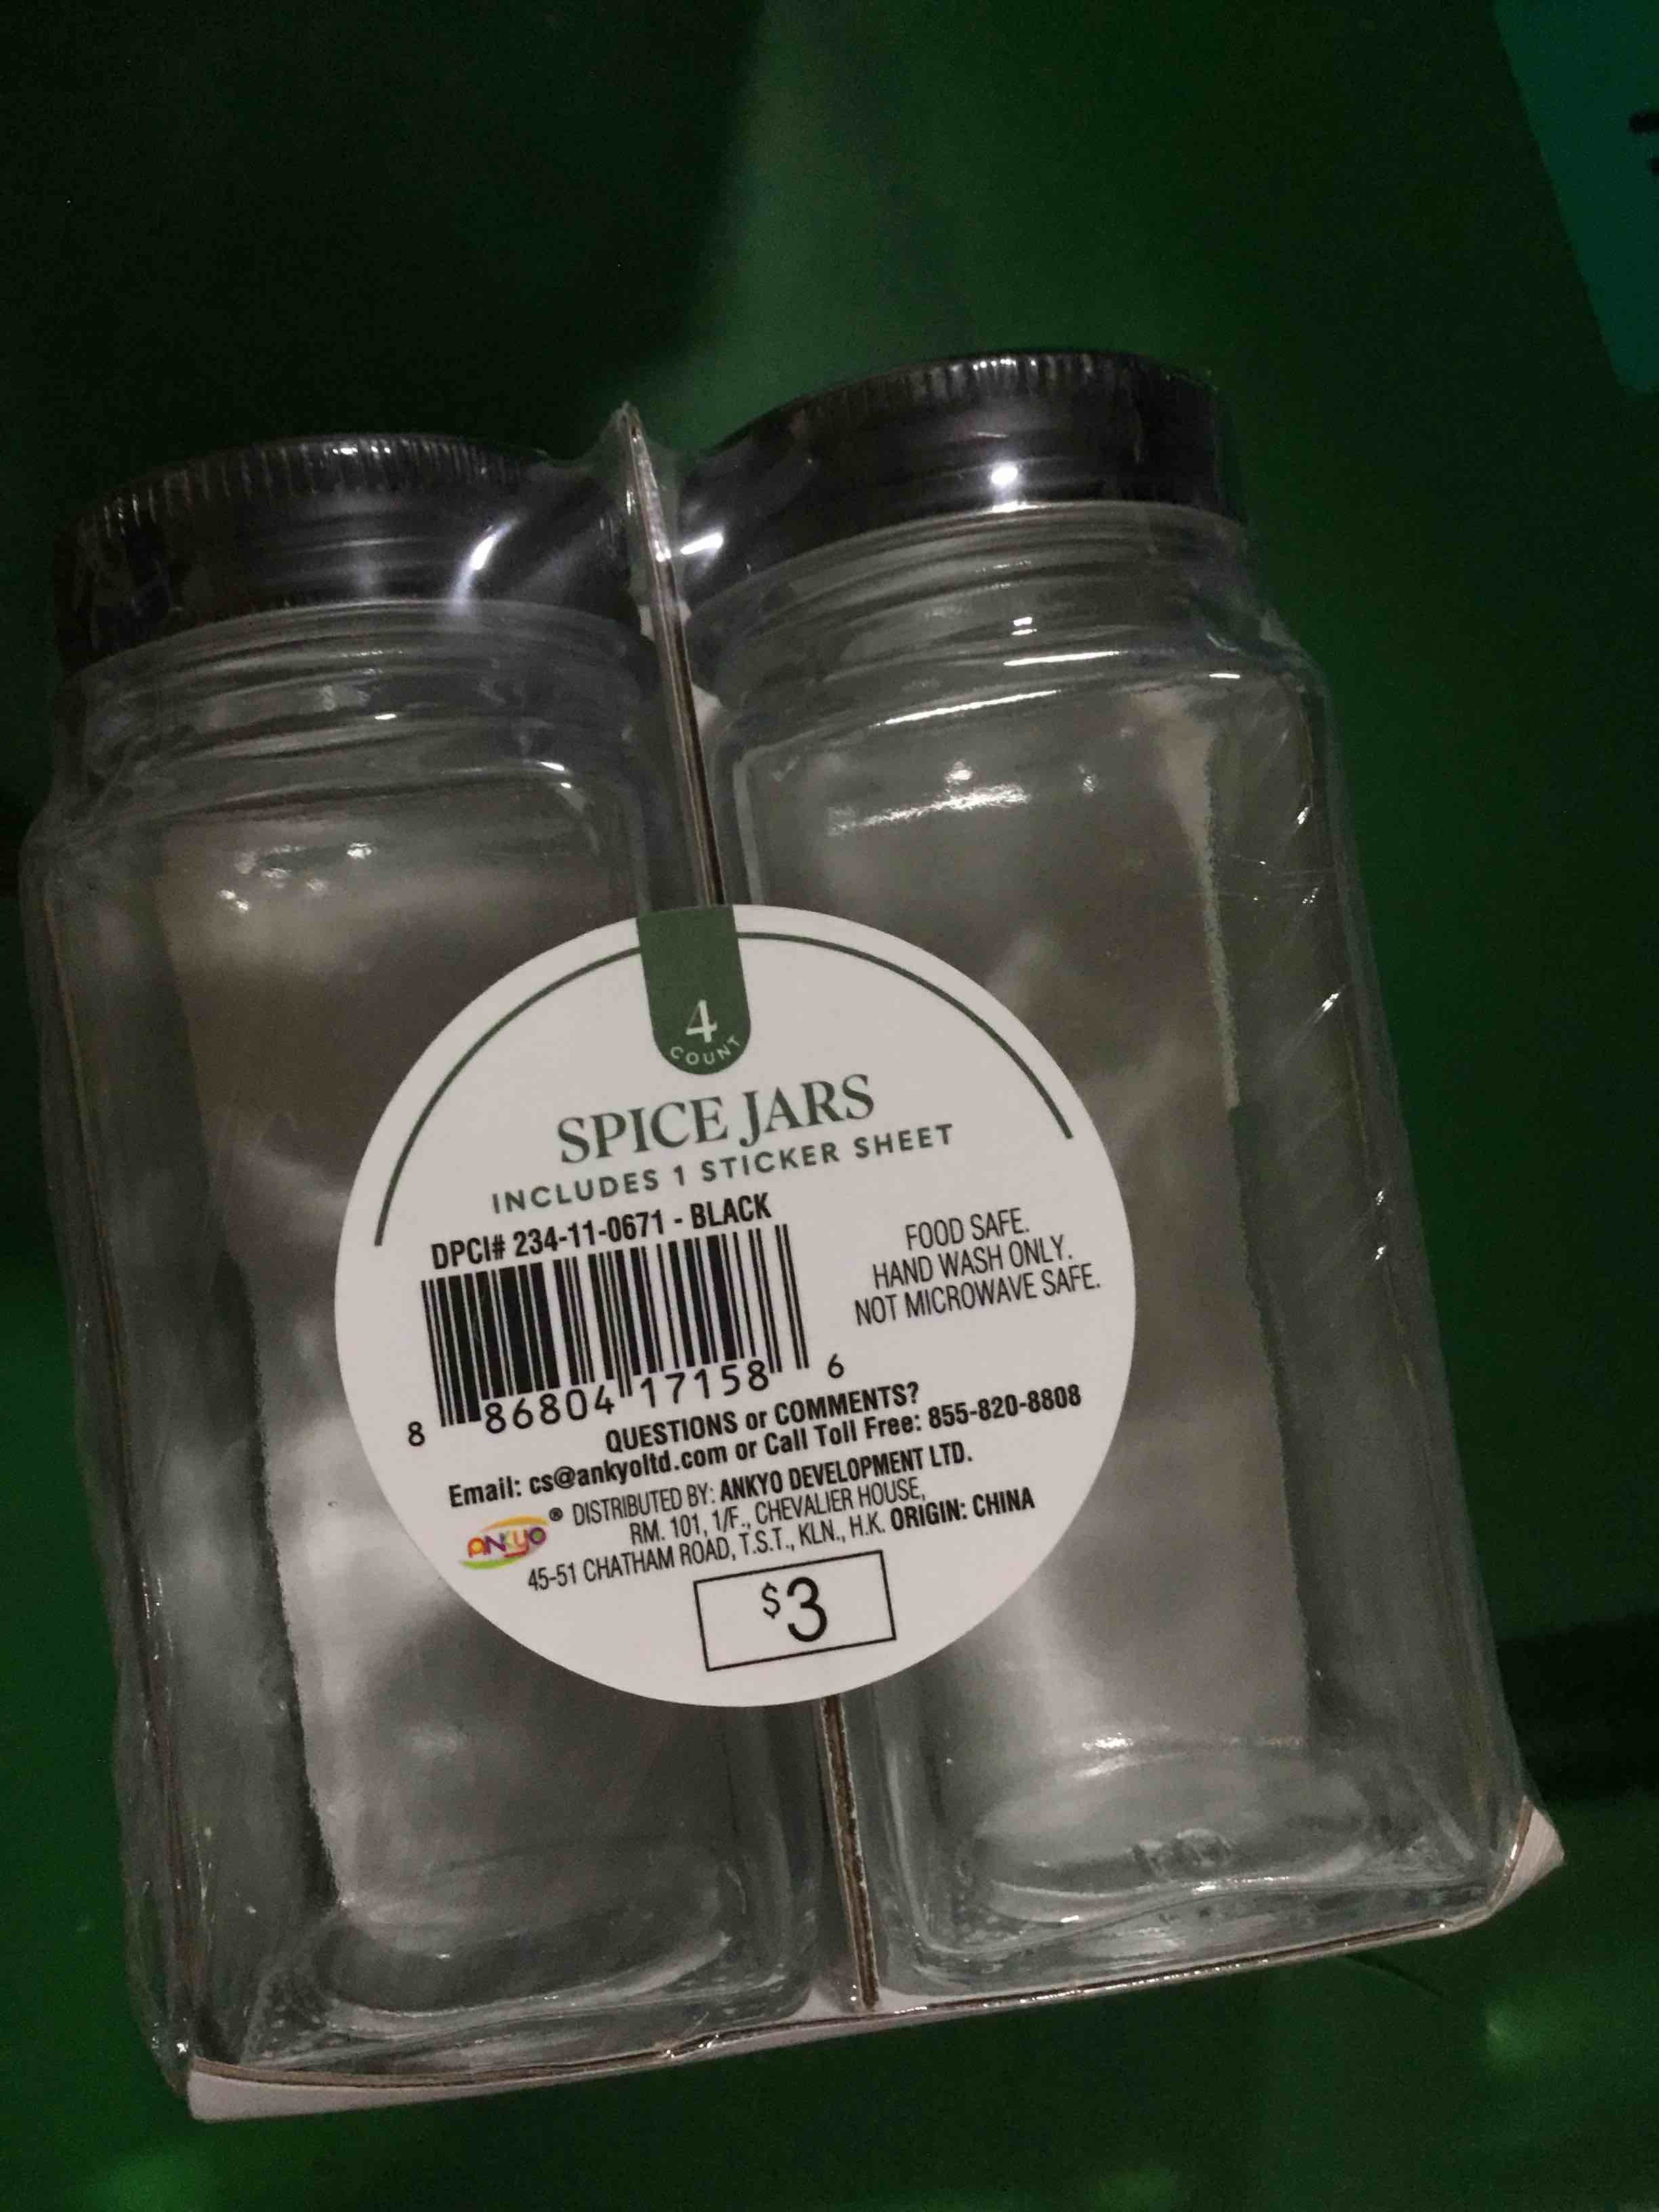 4
COUNT
SPICE JARS
INCLUDES 1 STICKER SHEET
DPCI# 234-11-0671 - BLACK
FOOD SAFE.
HAND WASH ONLY.
NOT MICROWAVE SAFE.
8 86804 17158 6
QUESTIONS or COMMENTS?
Email: cs@ankyoltd.com or Call Toll Free: 855-820-8808
ANKYO® DISTRIBUTED BY: ANKYO DEVELOPMENT LTD.
RM. 101, 1/F., CHEVALIER HOUSE,
45-51 CHATHAM ROAD, T.S.T., KLN., H.K. ORIGIN: CHINA
$3